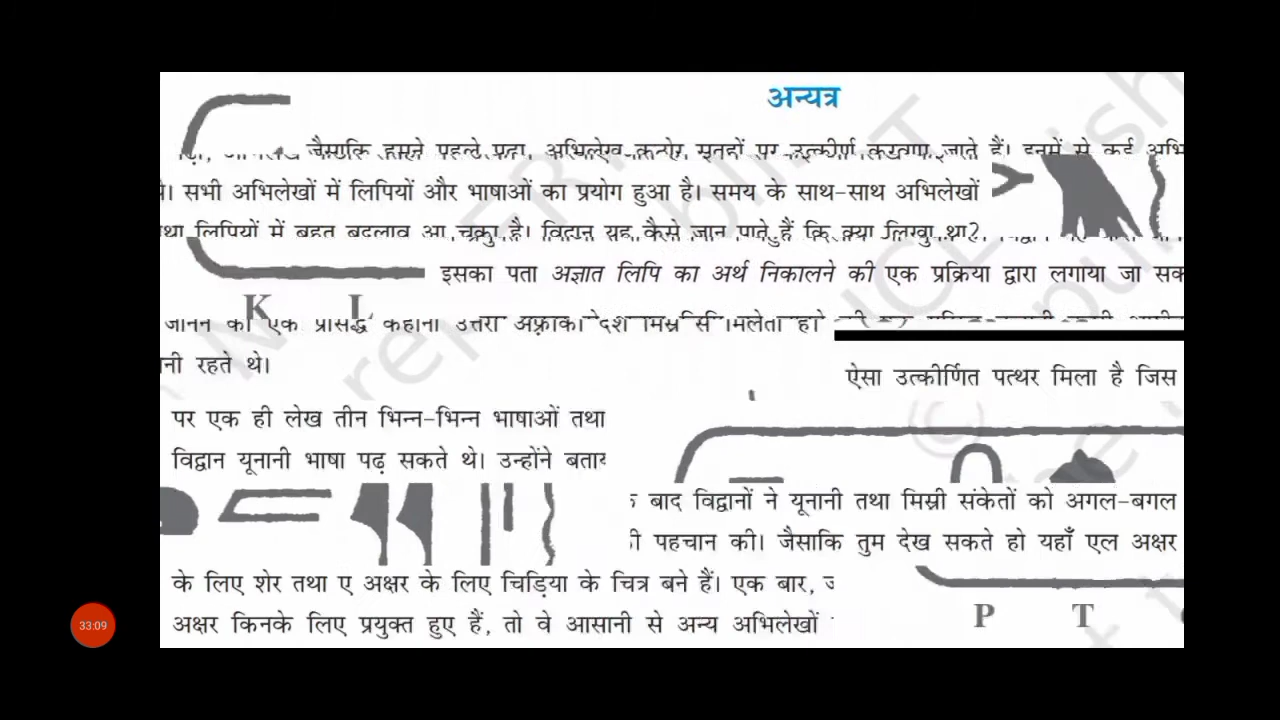 अन्यत्र
जैसाकि हमने पहले पढ़ा, अभिलेख कठोर सतहों पर उत्कीर्ण करवाए जाते हैं। इनमें से कई
सभी अभिलेखों में लिपियों और भाषाओं का प्रयोग हुआ है। समय के साथ-साथ अभिलेखों
लिपियों में बहुत बदलाव आ चुका है। विद्वान यह कैसे जान पाते हैं कि क्या लिखा था?
इसका पता अज्ञात लिपि का अर्थ निकालने की एक प्रक्रिया द्वारा लगाया जा
K L
जानने की एक प्रसिद्ध कहानी उत्तरी अफ़्रीकी देश मिस्र से मिलती है।
रहते थे।
ऐसा उत्कीर्णित पत्थर मिला है जिस
पर एक ही लेख तीन भिन्न-भिन्न भाषाओं तथा
विद्वान यूनानी भाषा पढ़ सकते थे। उन्होंने
बाद विद्वानों ने यूनानी तथा मिस्री संकेतों को अगल-बगल
पहचान की। जैसाकि तुम देख सकते हो यहाँ एल अक्षर
के लिए शेर तथा ए अक्षर के लिए चिड़िया के चित्र बने हैं। एक बार,
अक्षर किनके लिए प्रयुक्त हुए हैं, तो वे आसानी से अन्य अभिलेखों
P T
33:09